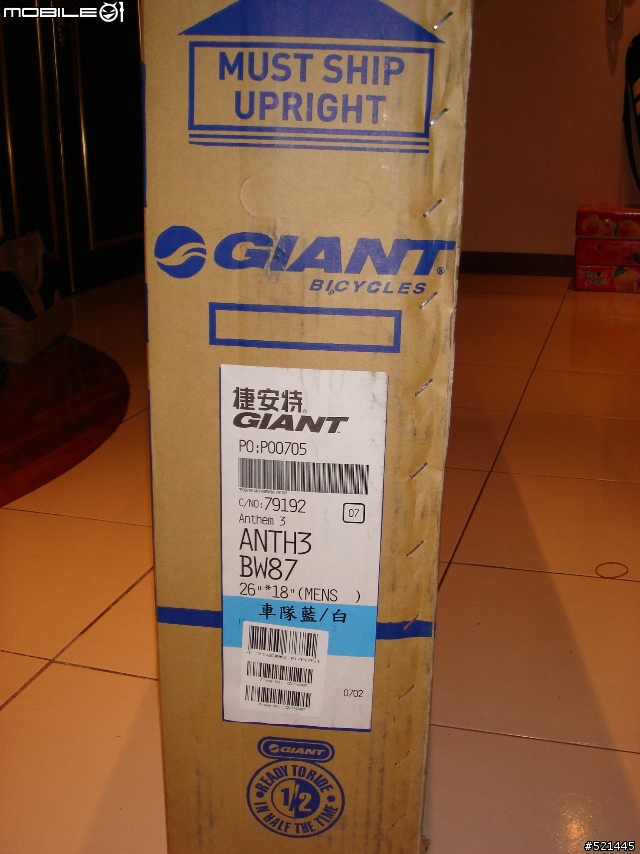 MOBILE01
MUST SHIP
UPRIGHT
GIANT®
BICYCLES
捷安特®
GIANT™
PO:P00705
C/NO:79192
07
Anthem 3
ANTH3
BW87
26"*18"(MENS )
車隊藍/白
0/02
GIANT
READY TO RIDE
1/2
IN HALF THE TIME
#521445